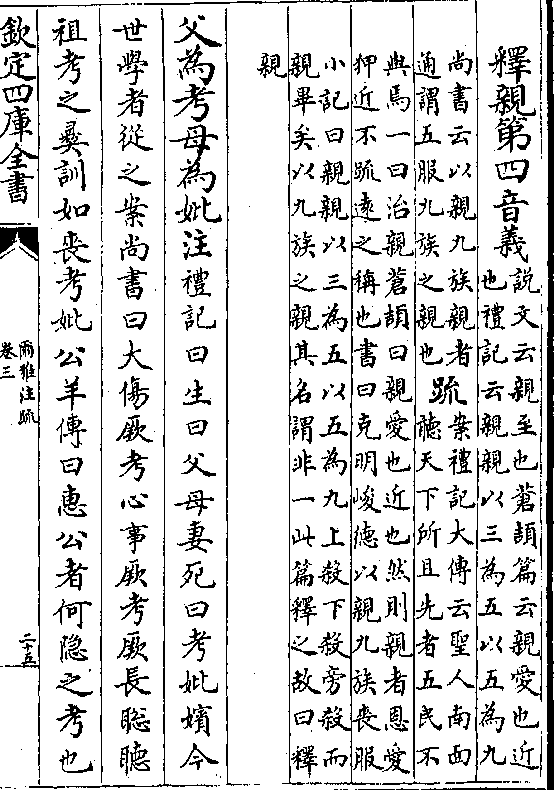 釋親第四音義說文云親至也蒼頡篇云親愛也近
也禮記云親親以三為五以五為九
尚書云以親九族親者疏案禮記大傳云聖人南面
通謂五服九族之親也聽天下所且先者五民不
與焉一曰治親蒼頡曰親愛也近也然則親者恩愛
狎近不疏遠之稱也書曰克明峻德以親九族喪服
小記曰親親以三為五以五為九上殺下殺旁殺而
親畢矣以九族之親其名謂非一此篇釋之故曰釋
親
父為考母為妣注禮記曰生曰父母妻死曰考妣嬪今
世學者從之案尚書曰大傷厥考心事厥考厥長聡聽
祖考之彛訓如喪考妣公羊傳曰惠公者何隐之考也
欽定四庫全書
爾雅注疏
卷三
二十五